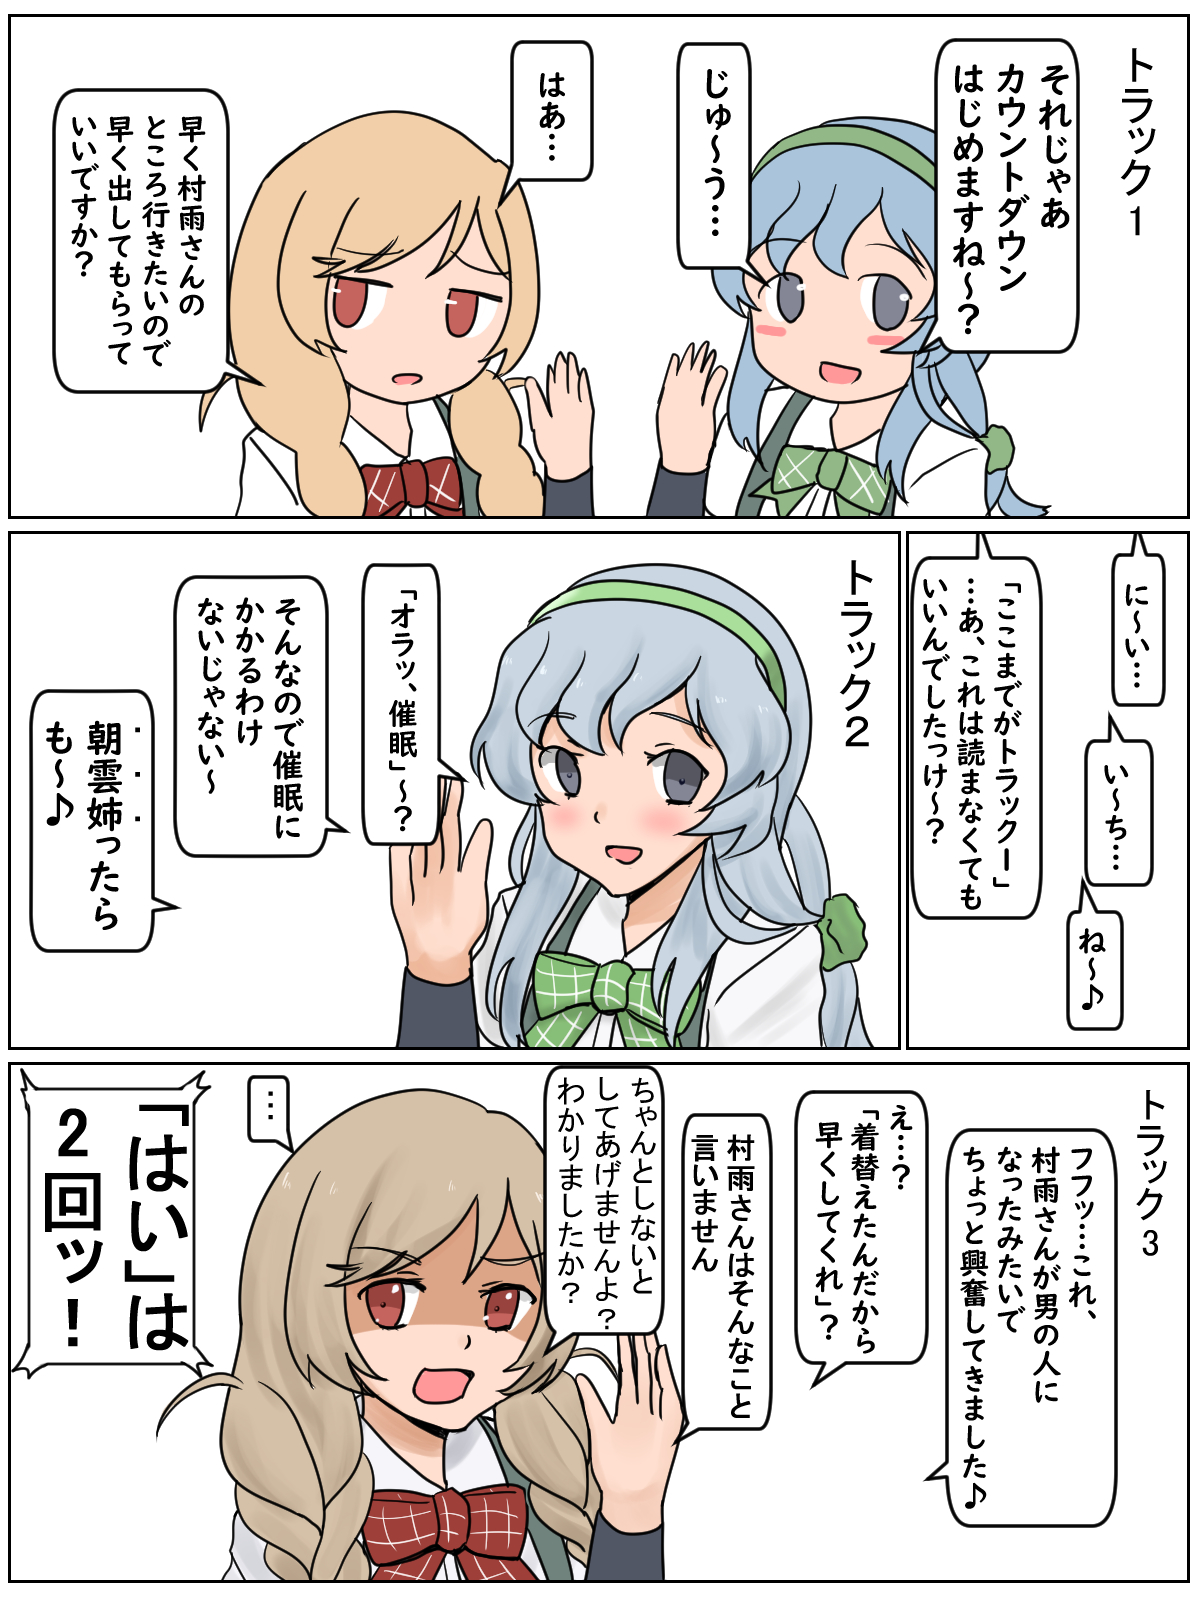 トラック1
それじゃあ
カウントダウン
はじめますね～?
じゅ～う…
はあ…
早く村雨さんの
ところ行きたいので
早く出してもらって
いいですか?
に～い…
い～ち…
ね～♪
「ここまでがトラックー」
…あ、これは読まなくても
いいんでしたっけ～?
トラック2
「オラッ、催眠」～?
そんなので催眠に
かかるわけ
ないじゃない～
朝雲姉ったら
も～♪
トラック3
フフッ…これ、
村雨さんが男の人に
なったみたいで
ちょっと興奮してきました♪
え…?
「着替えたんだから
早くしてくれ」?
村雨さんはそんなこと
言いません
ちゃんとしないと
してあげませんよ?
わかりましたか?
…
「はい」は
2回ッ!